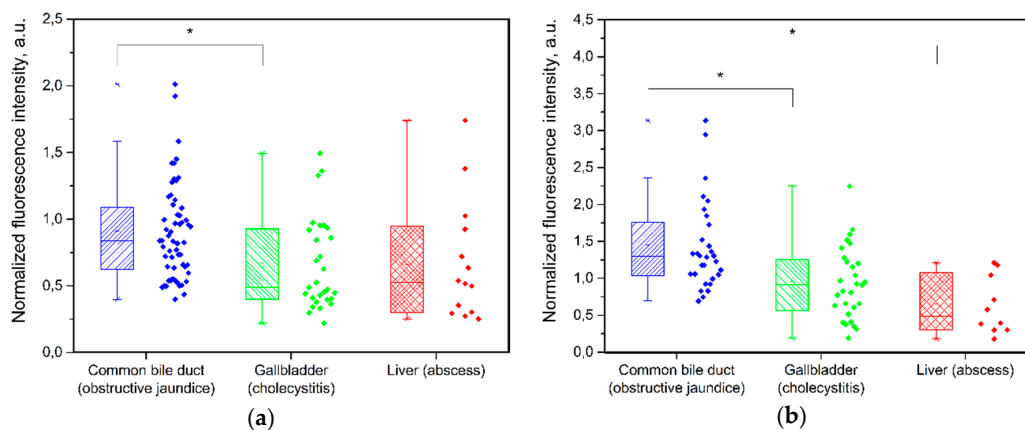 Normalized fluorescence intensity, a.u.
2,5
2,0
1,5
1,0
0,5
0,0
*
Common bile duct
(obstructive jaundice)
Gallbladder
(cholecystitis)
Liver (abscess)
(a)
Normalized fluorescence intensity, a.u.
4,5
4,0
3,5
3,0
2,5
2,0
1,5
1,0
0,5
0,0
*
*
Common bile duct
(obstructive jaundice)
Gallbladder
(cholecystitis)
Liver (abscess)
(b)